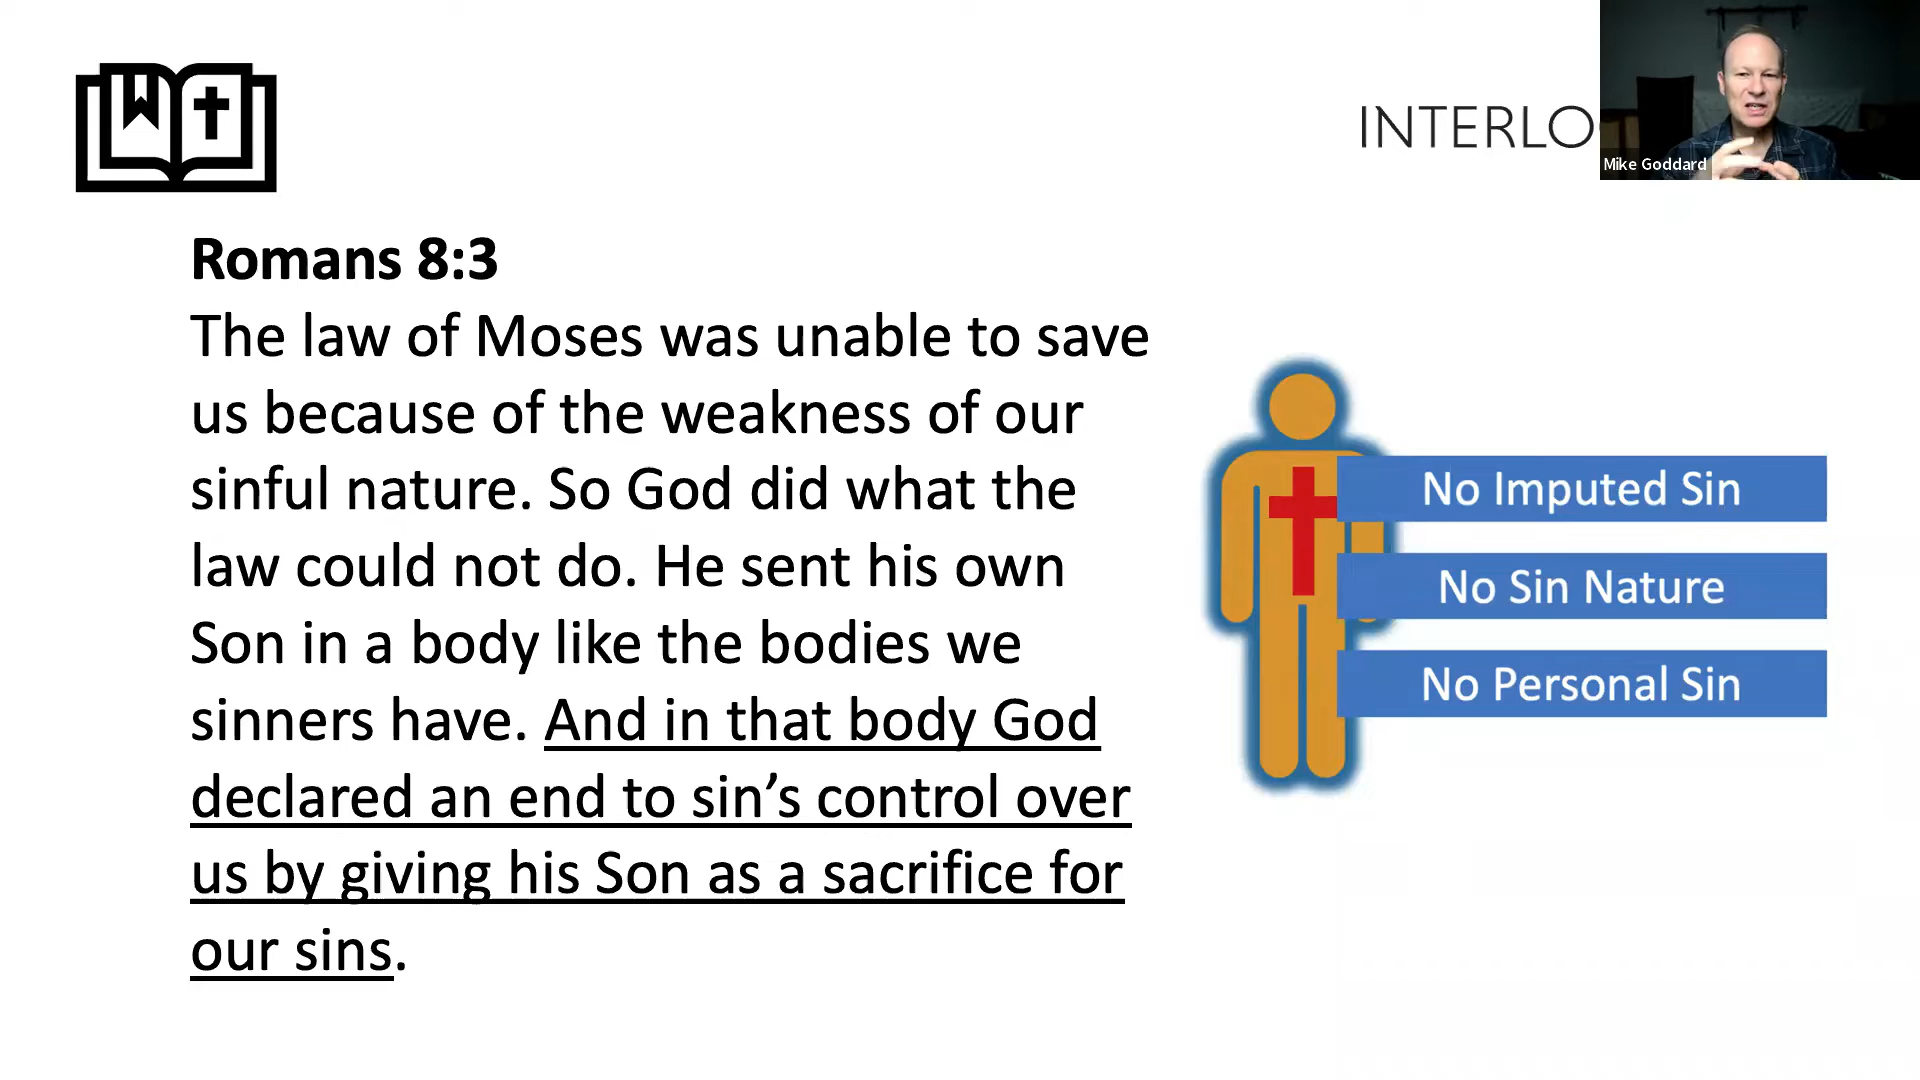 INTERLO
Mike Goddard
Romans 8:3
The law of Moses was unable to save
us because of the weakness of our
sinful nature. So God did what the
law could not do. He sent his own
Son in a body like the bodies we
sinners have. And in that body God
declared an end to sin’s control over
us by giving his Son as a sacrifice for
our sins.
No Imputed Sin
No Sin Nature
No Personal Sin